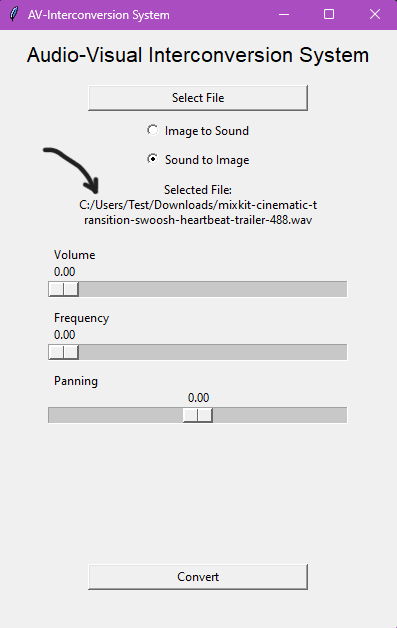 AV-Interconversion System
Audio-Visual Interconversion System
Select File
Image to Sound
Sound to Image
Selected File:
C:/Users/Test/Downloads/mixkit-cinematic-t
ransition-swoosh-heartbeat-trailer-488.wav
Volume
0.00
Frequency
0.00
Panning
0.00
Convert